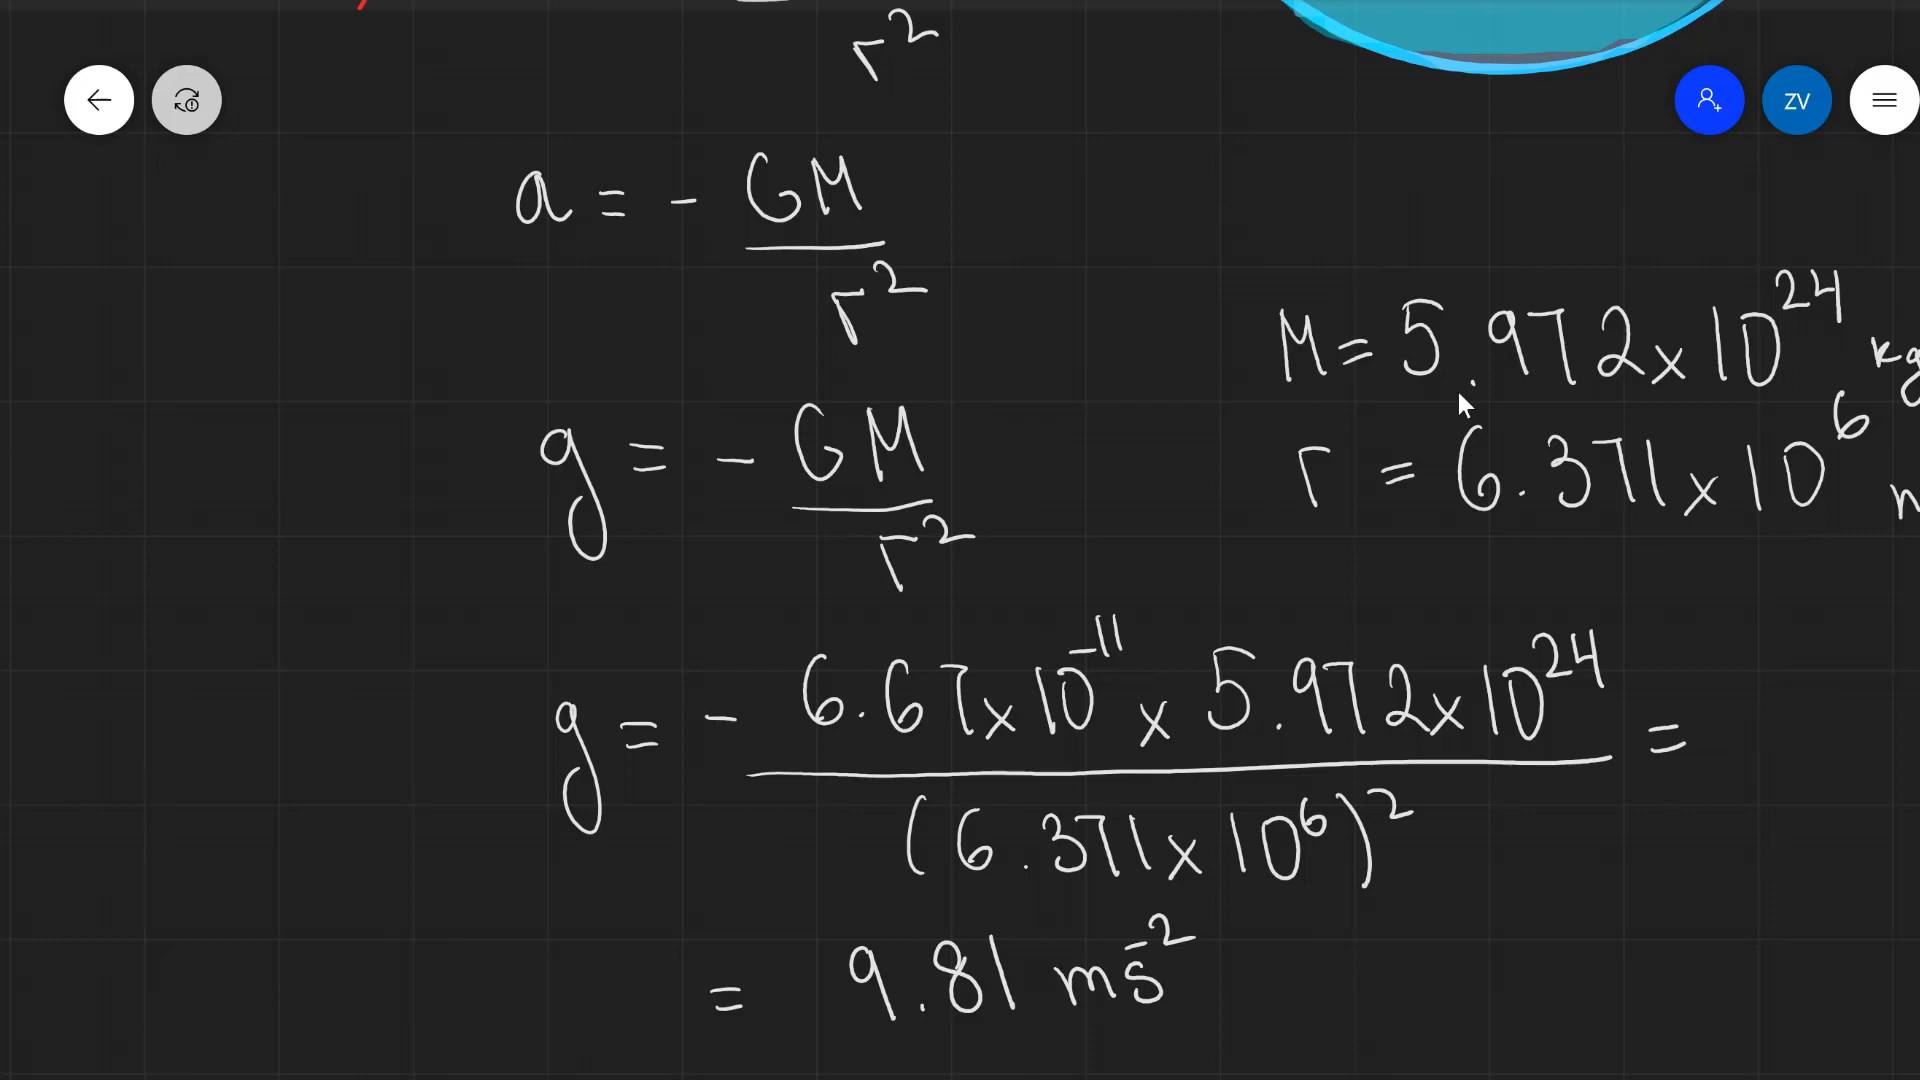 r²
ZV
a = - GM / r²
M = 5.972 x 10²⁴ kg
g = - GM / r²
r = 6.371 x 10⁶
g = - 6.67 x 10⁻¹¹ x 5.972 x 10²⁴ / (6.371 x 10⁶)² =
= 9.81 ms⁻²